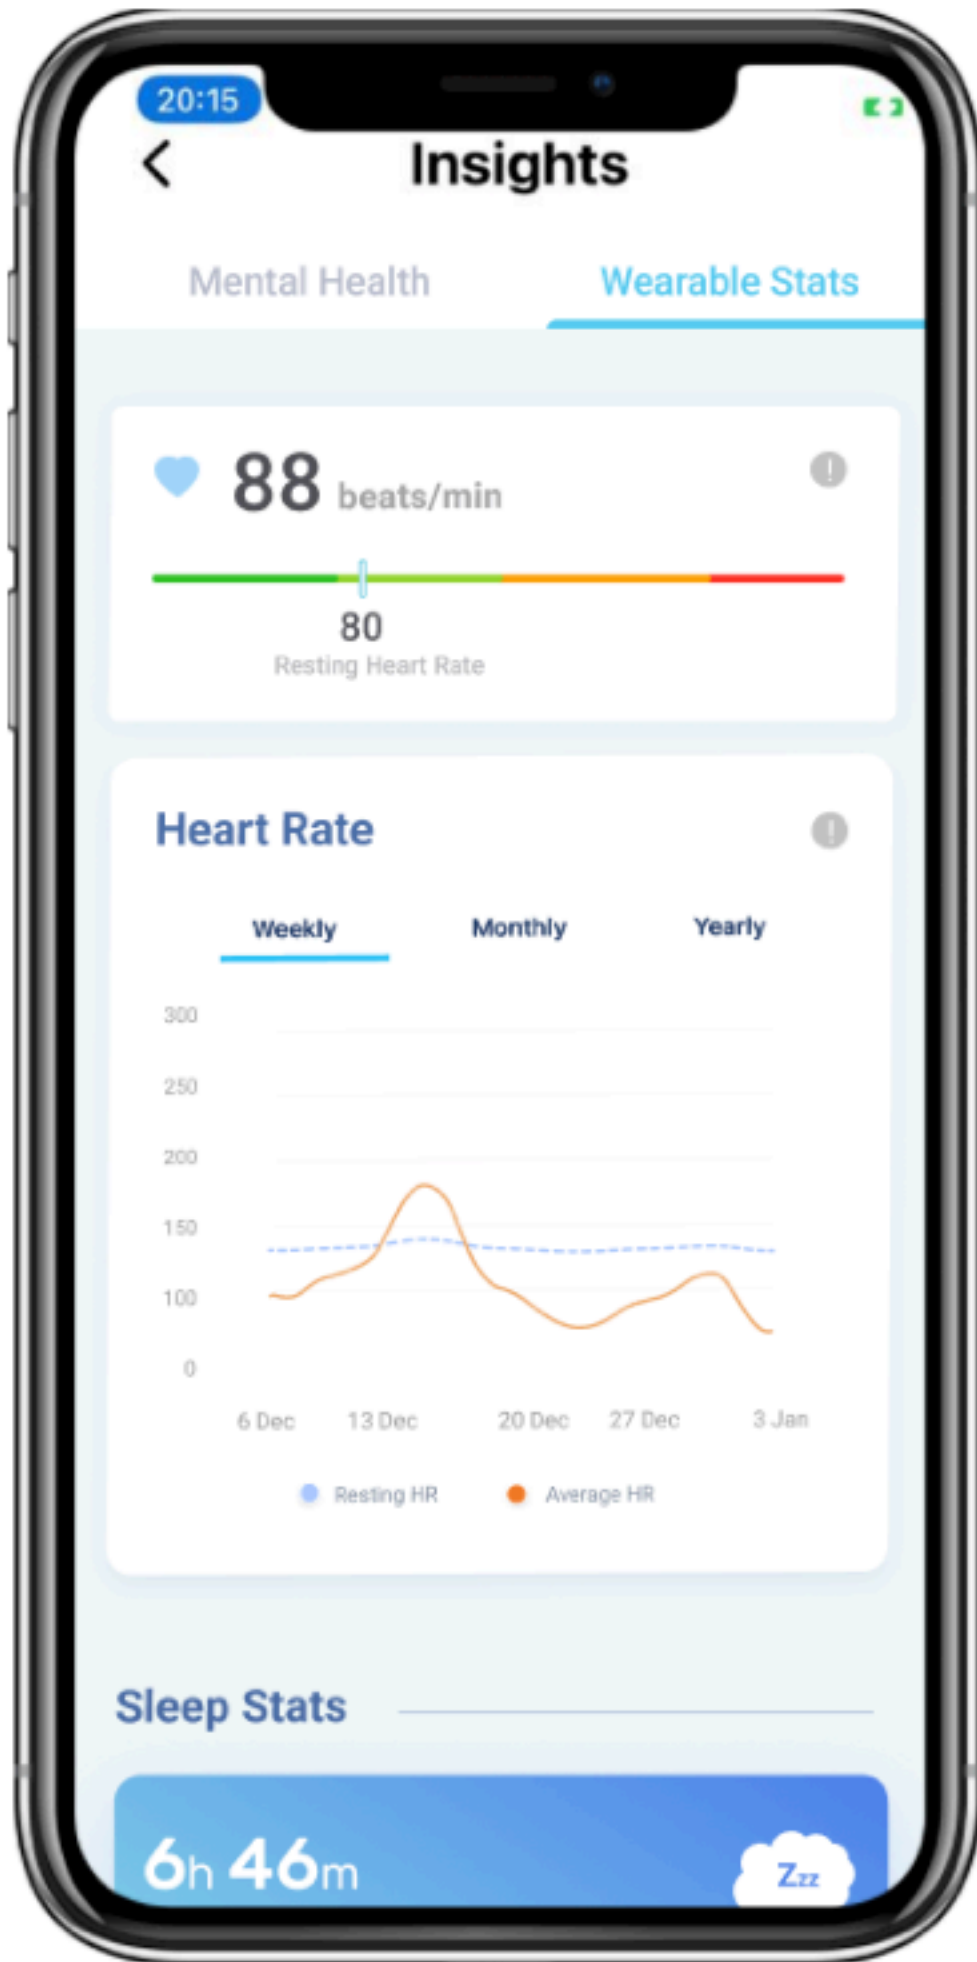 20:15
Insights
Mental Health Wearable Stats
88 beats/min
80
Resting Heart Rate
Heart Rate
Weekly Monthly Yearly
300
250
200
150
100
0
6 Dec 13 Dec 20 Dec 27 Dec 3 Jan
Resting HR Average HR
Sleep Stats
6h 46m
Zzz